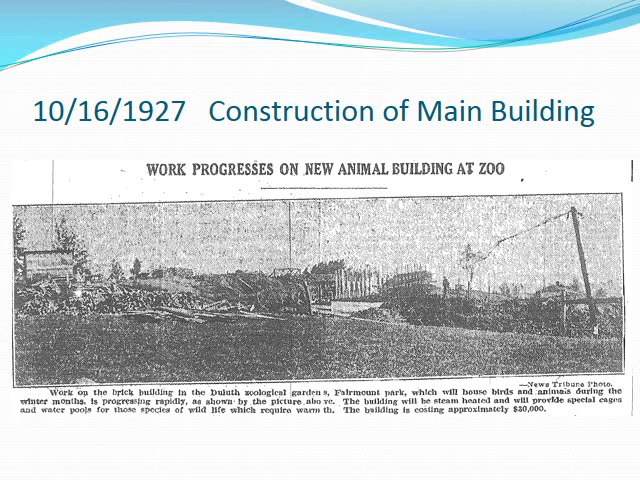 10/16/1927 Construction of Main Building
WORK PROGRESSES ON NEW ANIMAL BUILDING AT ZOO
—News Tribune Photo.
Work on the brick building in the Duluth zoological gardens, Fairmount park, which will house birds and animals during the
winter months, is progressing rapidly, as shown by the picture above. The building will be steam heated and will provide special cages
and water pools for those species of wild life which require warmth. The building is costing approximately $50,000.